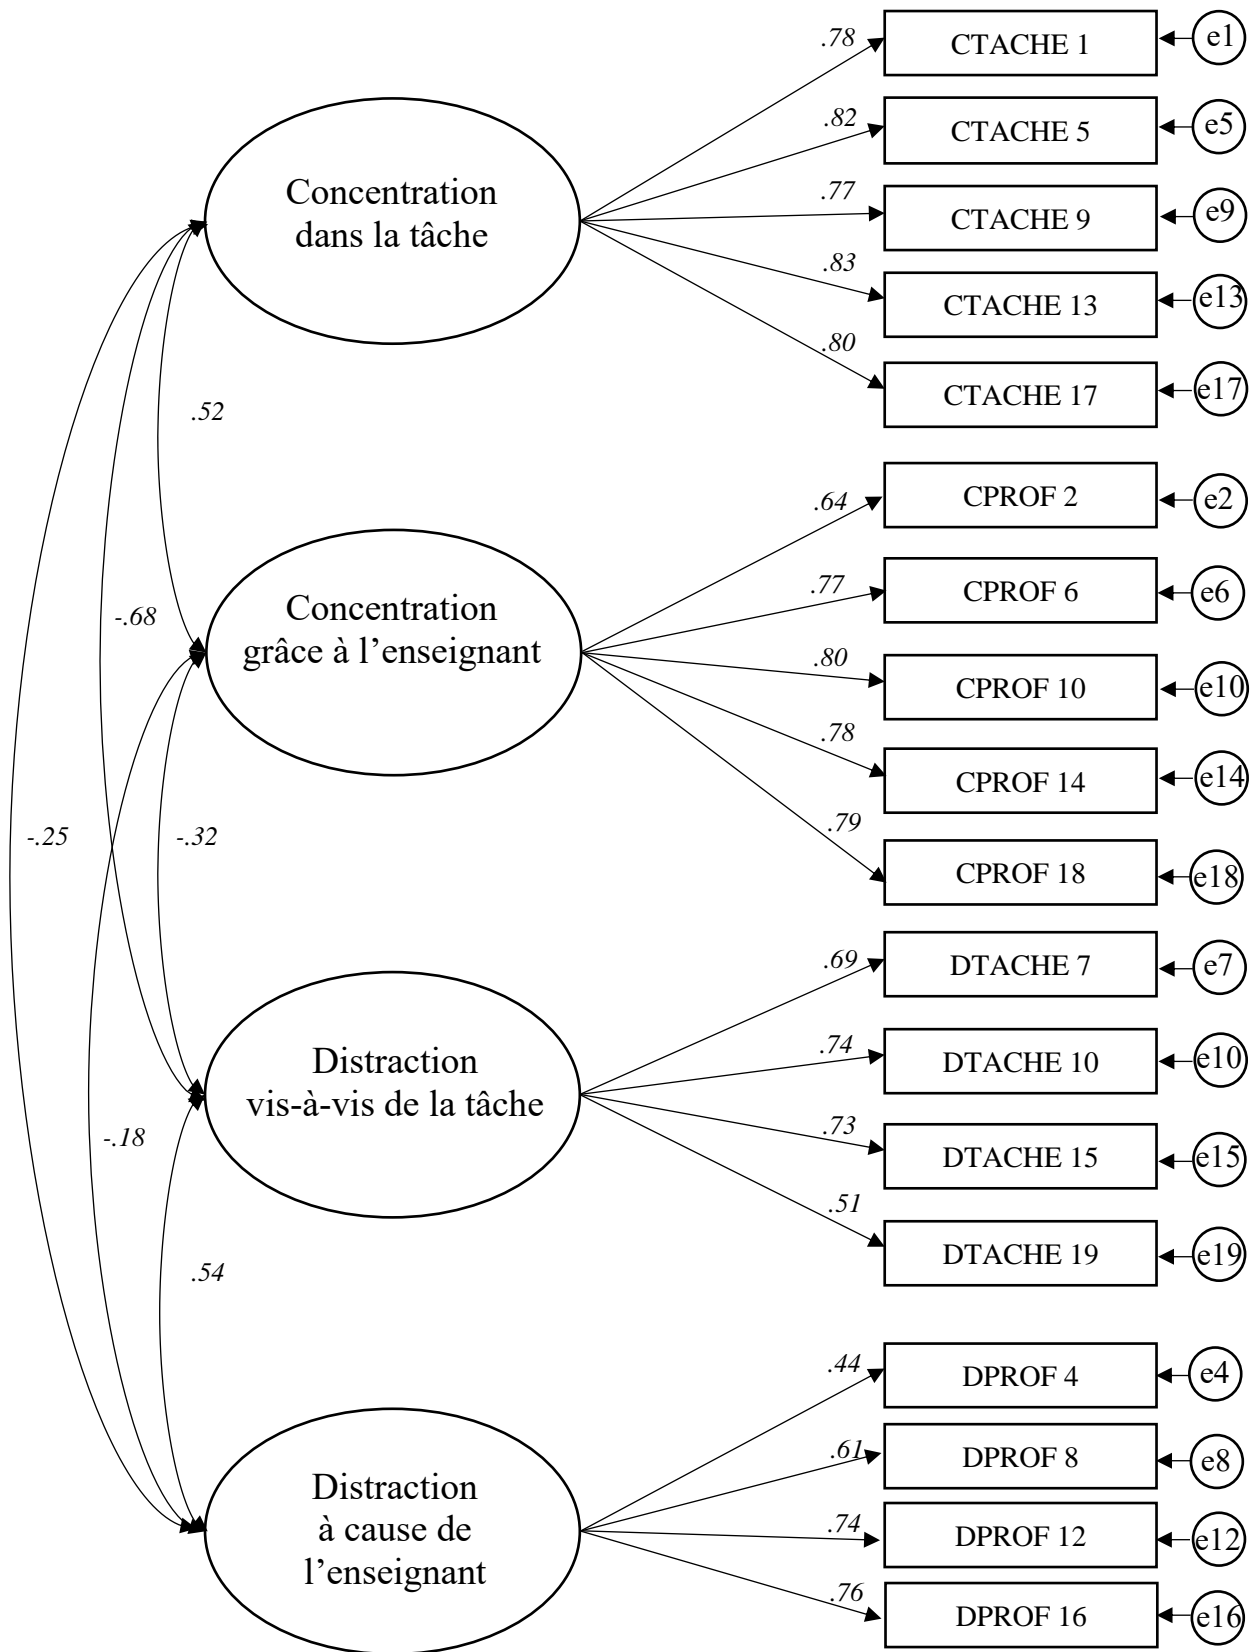 .78
CTACHE 1
e1
.82
CTACHE 5
e5
Concentration
dans la tâche
.77
CTACHE 9
e9
.83
CTACHE 13
e13
.80
CTACHE 17
e17
.52
.64
CPROF 2
e2
Concentration
grâce à l’enseignant
.77
CPROF 6
e6
-.68
.80
CPROF 10
e10
.78
CPROF 14
e14
-.25
-.32
.79
CPROF 18
e18
.69
DTACHE 7
e7
Distraction
vis-à-vis de la tâche
.74
DTACHE 10
e10
-.18
.73
DTACHE 15
e15
.51
DTACHE 19
e19
.54
.44
DPROF 4
e4
.61
DPROF 8
e8
Distraction
à cause de
l’enseignant
.74
DPROF 12
e12
.76
DPROF 16
e16